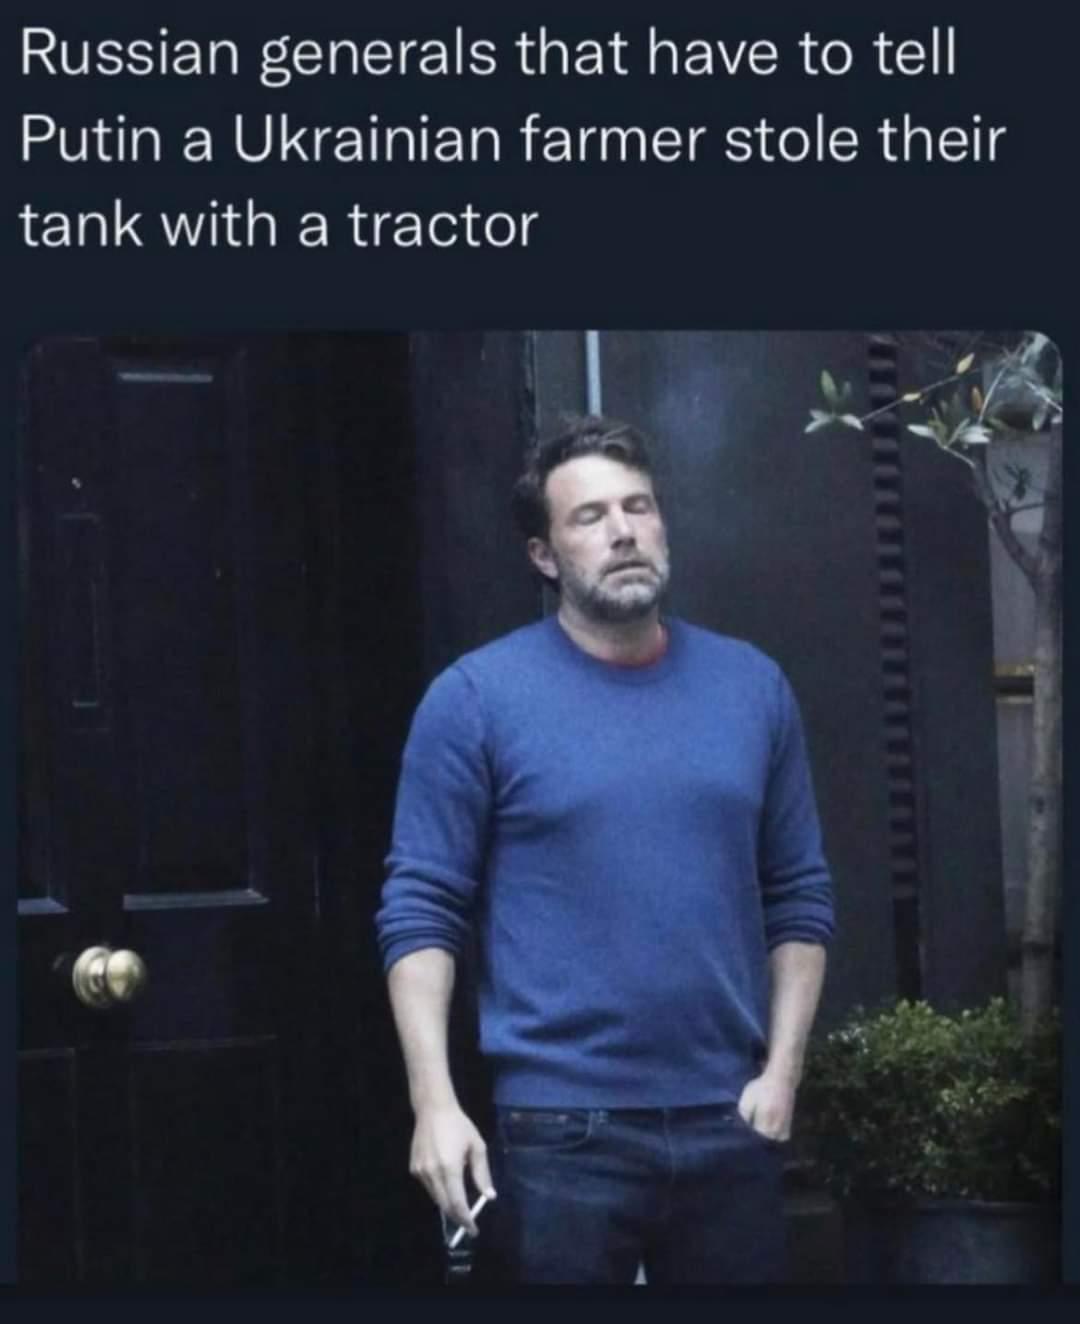 Russian generals that have to tell
Putin a Ukrainian farmer stole their
tank with a tractor